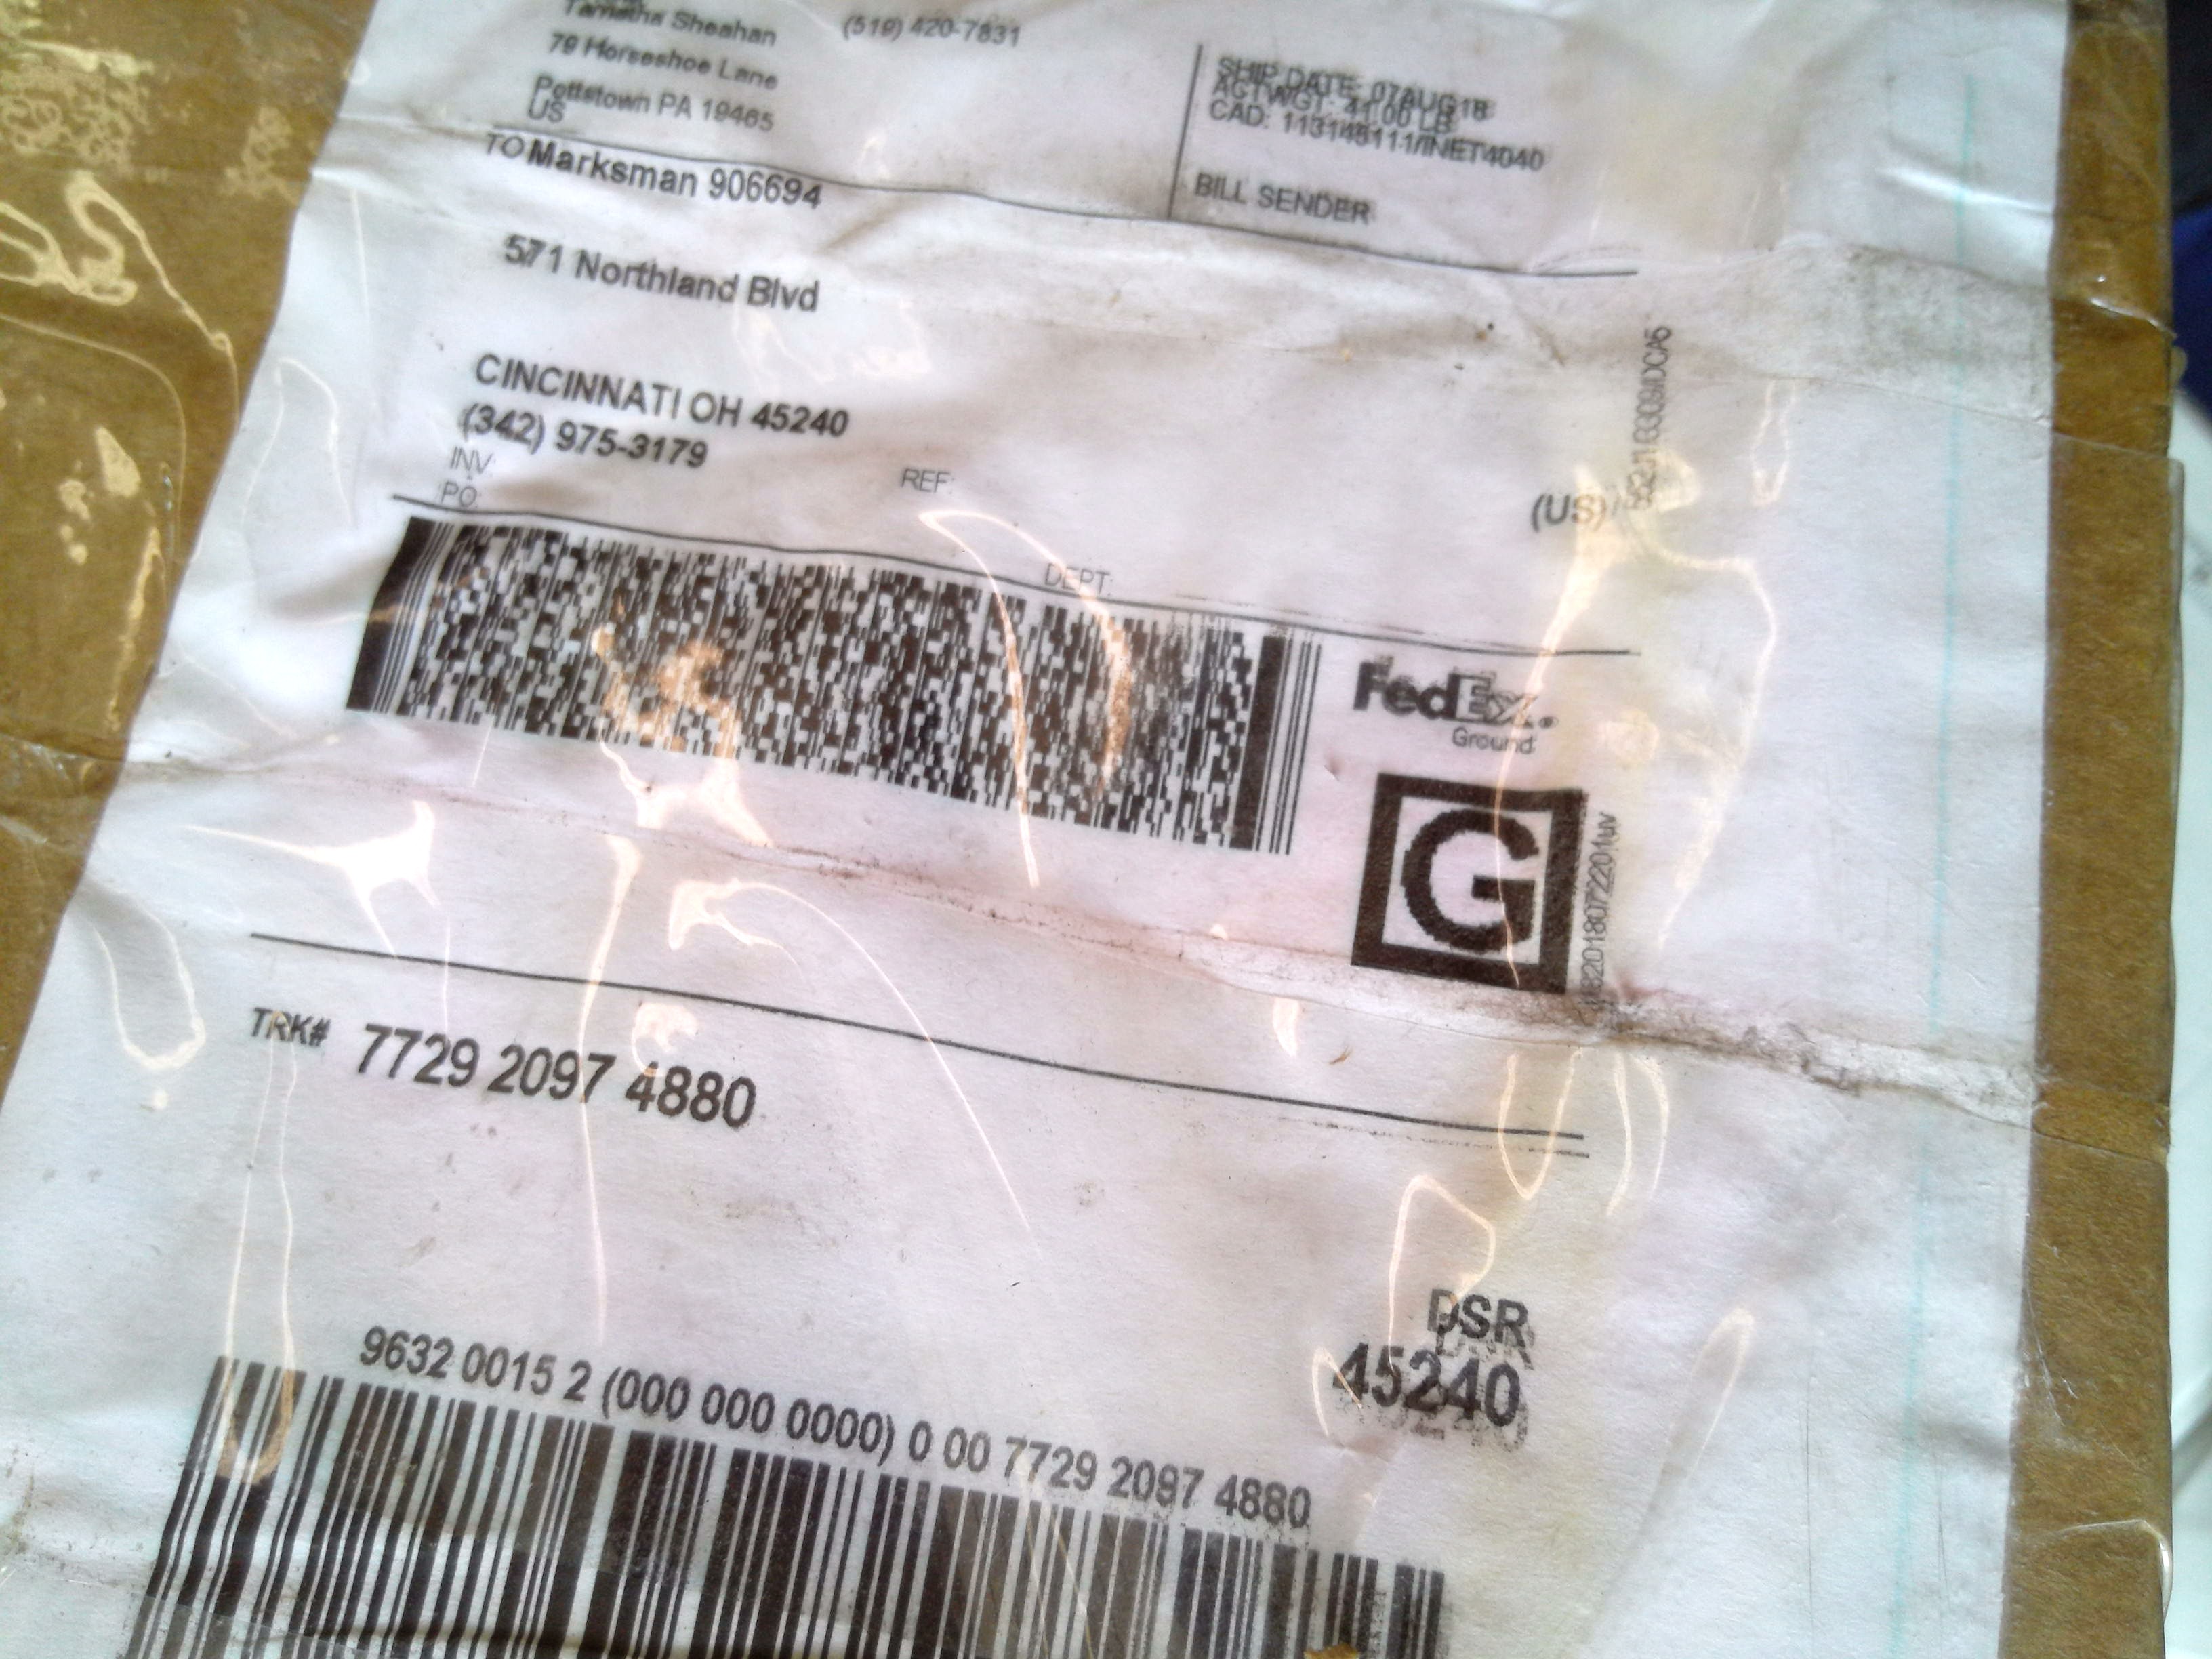 Tamatha Sheahan
(519) 420-7831
79 Horseshoe Lane
Pottstown PA 19465
US
SHIP DATE: 07AUG18
ACTWGT: 41.00 LB
CAD: 113148111/INET4040
BILL SENDER
TO Marksman 906694
571 Northland Blvd
CINCINNATI OH 45240
(342) 975-3179
INV:
PO:
REF:
DEPT:
(US)
FedEx
Ground
G
TRK# 7729 2097 4880
DSR
45240
9632 0015 2 (000 000 0000) 0 00 7729 2097 4880